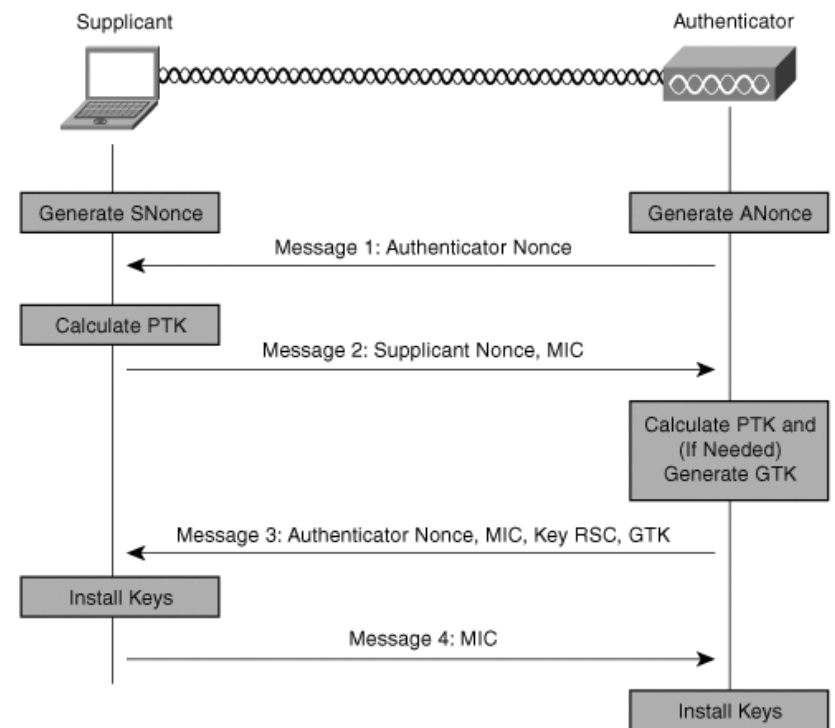 Supplicant
Authenticator
Generate SNonce
Generate ANonce
Message 1: Authenticator Nonce
Calculate PTK
Message 2: Supplicant Nonce, MIC
Calculate PTK and
(If Needed)
Generate GTK
Message 3: Authenticator Nonce, MIC, Key RSC, GTK
Install Keys
Message 4: MIC
Install Keys